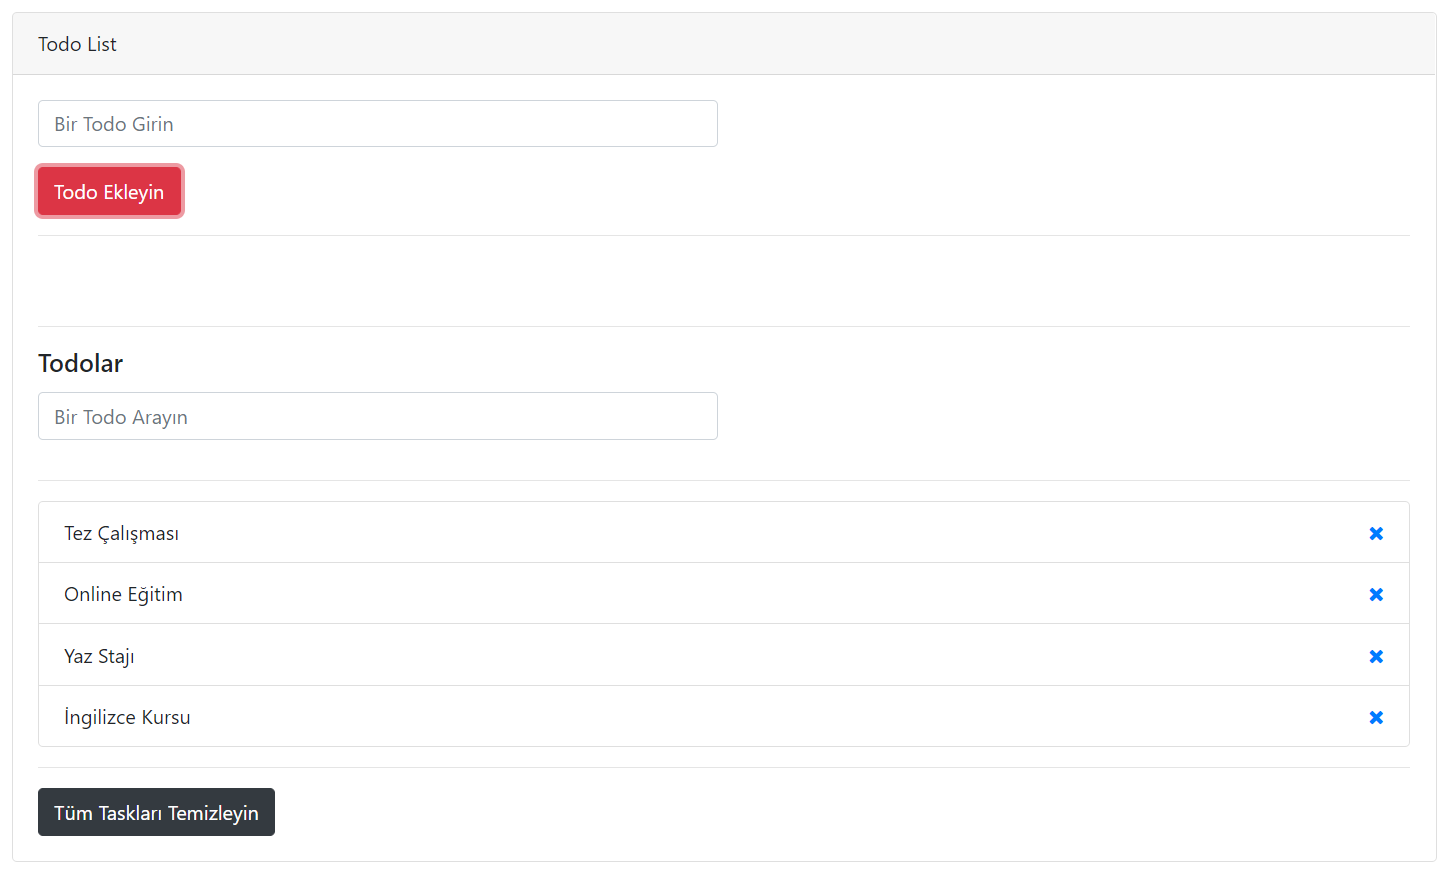 Todo List
Bir Todo Girin
Todo Ekleyin
Todolar
Bir Todo Arayın
Tez Çalışması
Online Eğitim
Yaz Stajı
İngilizce Kursu
Tüm Taskları Temizleyin